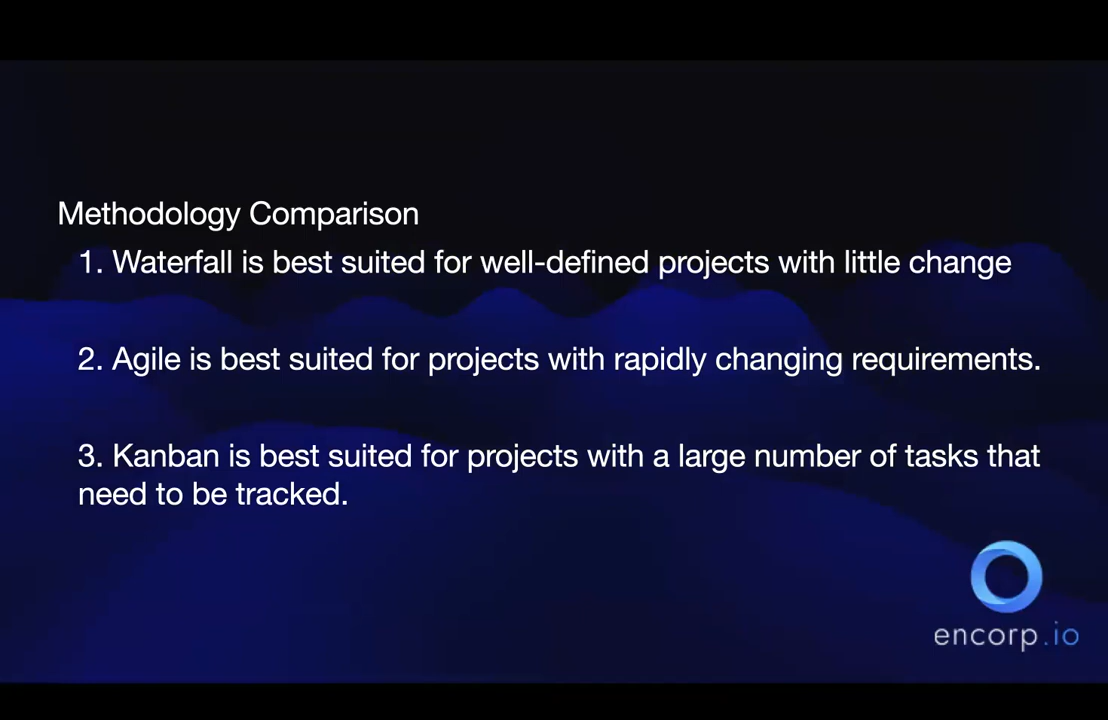 Methodology Comparison
1. Waterfall is best suited for well-defined projects with little change
2. Agile is best suited for projects with rapidly changing requirements.
3. Kanban is best suited for projects with a large number of tasks that
need to be tracked.
encorp.io